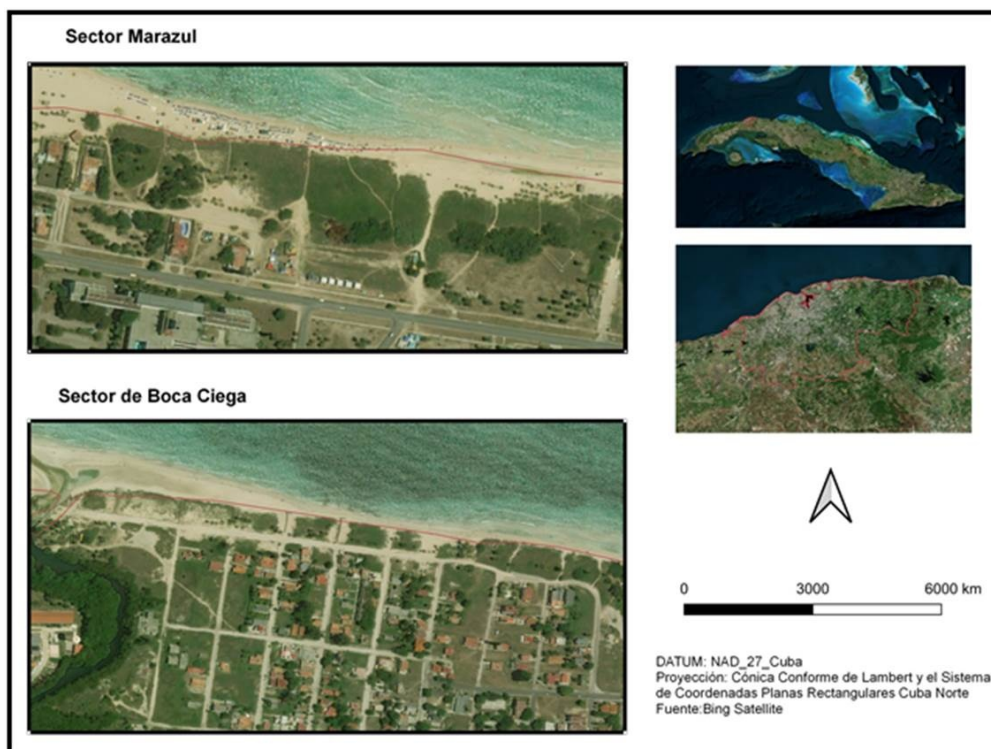 Sector Marazul
Sector de Boca Ciega
0 3000 6000 km
DATUM: NAD_27_Cuba
Proyección: Cónica Conforme de Lambert y el Sistema
de Coordenadas Planas Rectangulares Cuba Norte
Fuente:Bing Satellite